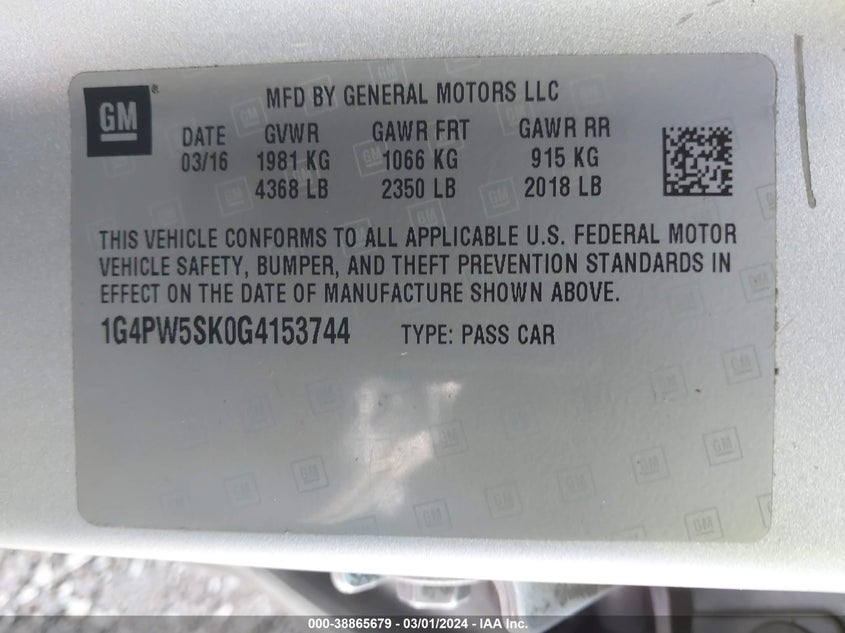 GM®
MFD BY GENERAL MOTORS LLC
DATE GVWR GAWR FRT GAWR RR
03/16 1981 KG 1066 KG 915 KG
4368 LB 2350 LB 2018 LB
THIS VEHICLE CONFORMS TO ALL APPLICABLE U.S. FEDERAL MOTOR
VEHICLE SAFETY, BUMPER, AND THEFT PREVENTION STANDARDS IN
EFFECT ON THE DATE OF MANUFACTURE SHOWN ABOVE.
1G4PW5SK0G4153744 TYPE: PASS CAR
000-38865679 - 03/01/2024 - IAA Inc.